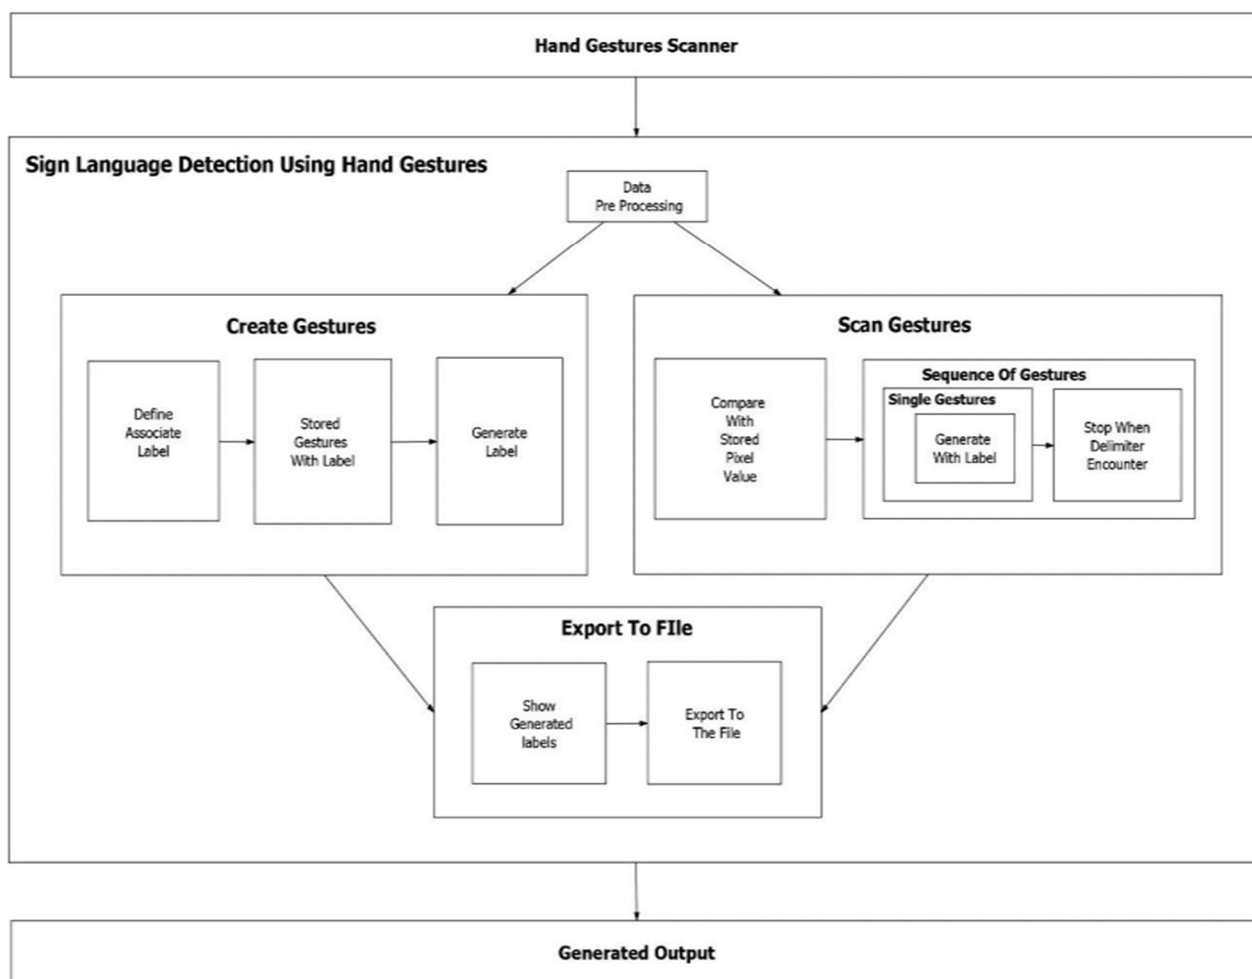 Hand Gestures Scanner
Sign Language Detection Using Hand Gestures
Data
Pre Processing
Create Gestures
Define
Associate
Label
Stored
Gestures
With Label
Generate
Label
Scan Gestures
Compare
With
Stored
Pixel
Value
Sequence Of Gestures
Single Gestures
Generate
With Label
Stop When
Delimiter
Encounter
Export To FIle
Show
Generated
labels
Export To
The File
Generated Output